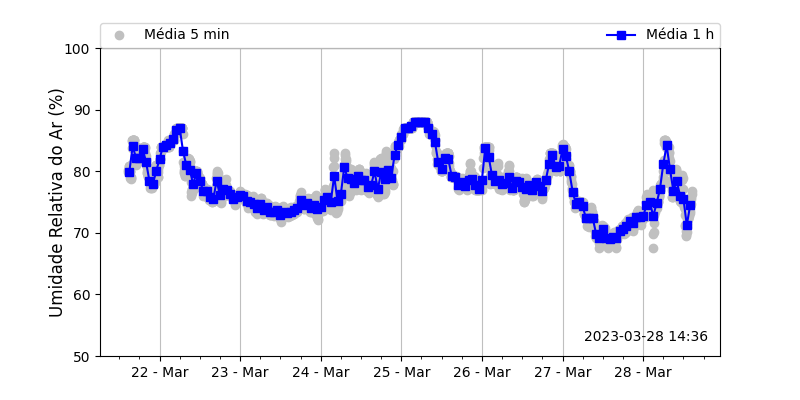 Média 5 min
Média 1 h
Umidade Relativa do Ar (%)
100
90
80
70
60
50
2023-03-28 14:36
22 - Mar
23 - Mar
24 - Mar
25 - Mar
26 - Mar
27 - Mar
28 - Mar